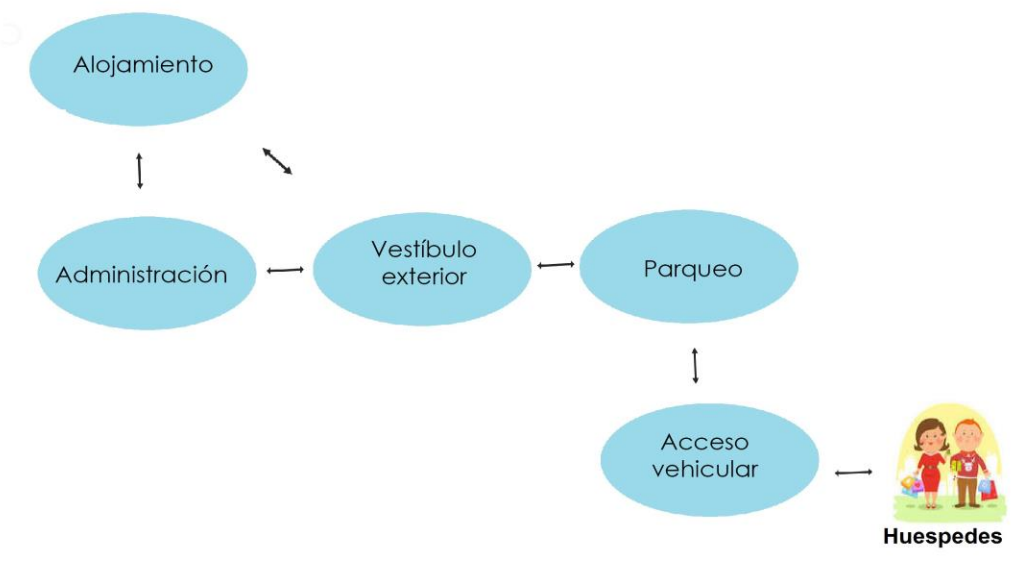 Alojamiento
Administración
Vestíbulo
exterior
Parqueo
Acceso
vehicular
Huespedes